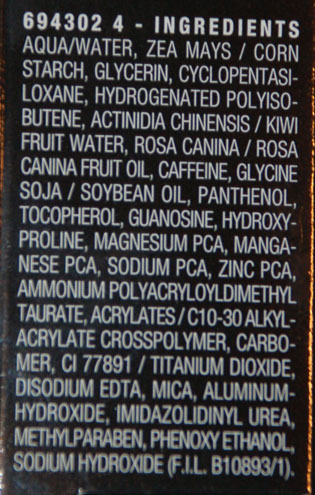 694302 4 - INGREDIENTS
AQUA/WATER, ZEA MAYS / CORN
STARCH, GLYCERIN, CYCLOPENTASI-
LOXANE, HYDROGENATED POLYISO-
BUTENE, ACTINIDIA CHINENSIS / KIWI
FRUIT WATER, ROSA CANINA / ROSA
CANINA FRUIT OIL, CAFFEINE, GLYCINE
SOJA / SOYBEAN OIL, PANTHENOL,
TOCOPHEROL, GUANOSINE, HYDROXY-
PROLINE, MAGNESIUM PCA, MANGA-
NESE PCA, SODIUM PCA, ZINC PCA,
AMMONIUM POLYACRYLOYLDIMETHYL
TAURATE, ACRYLATES / C10-30 ALKYL-
ACRYLATE CROSSPOLYMER, CARBO-
MER, CI 77891 / TITANIUM DIOXIDE,
DISODIUM EDTA, MICA, ALUMINUM-
HYDROXIDE, IMIDAZOLIDINYL UREA,
METHYLPARABEN, PHENOXY ETHANOL,
SODIUM HYDROXIDE (F.I.L. B10893/1).